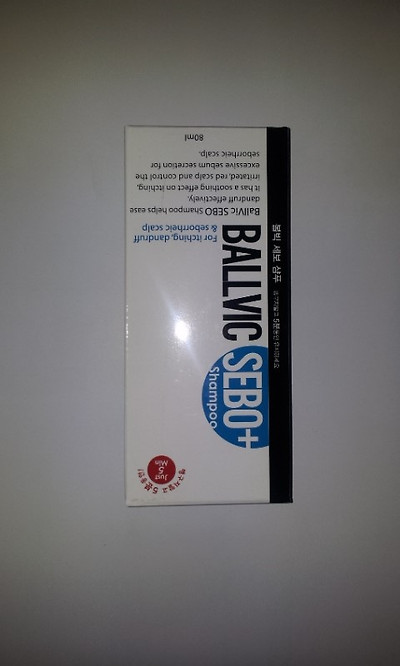 볼빅 세보 샴푸
BALLVIC SEBO+
Shampoo
For itching, dandruff
& seborrheic scalp
BallVic SEBO Shampoo helps ease
dandruff effectively.
It has a soothing effect on itching,
irritated, red scalp and the control
excessive sebum secretion for
seborrheic scalp.
80ml
Just
5
Min